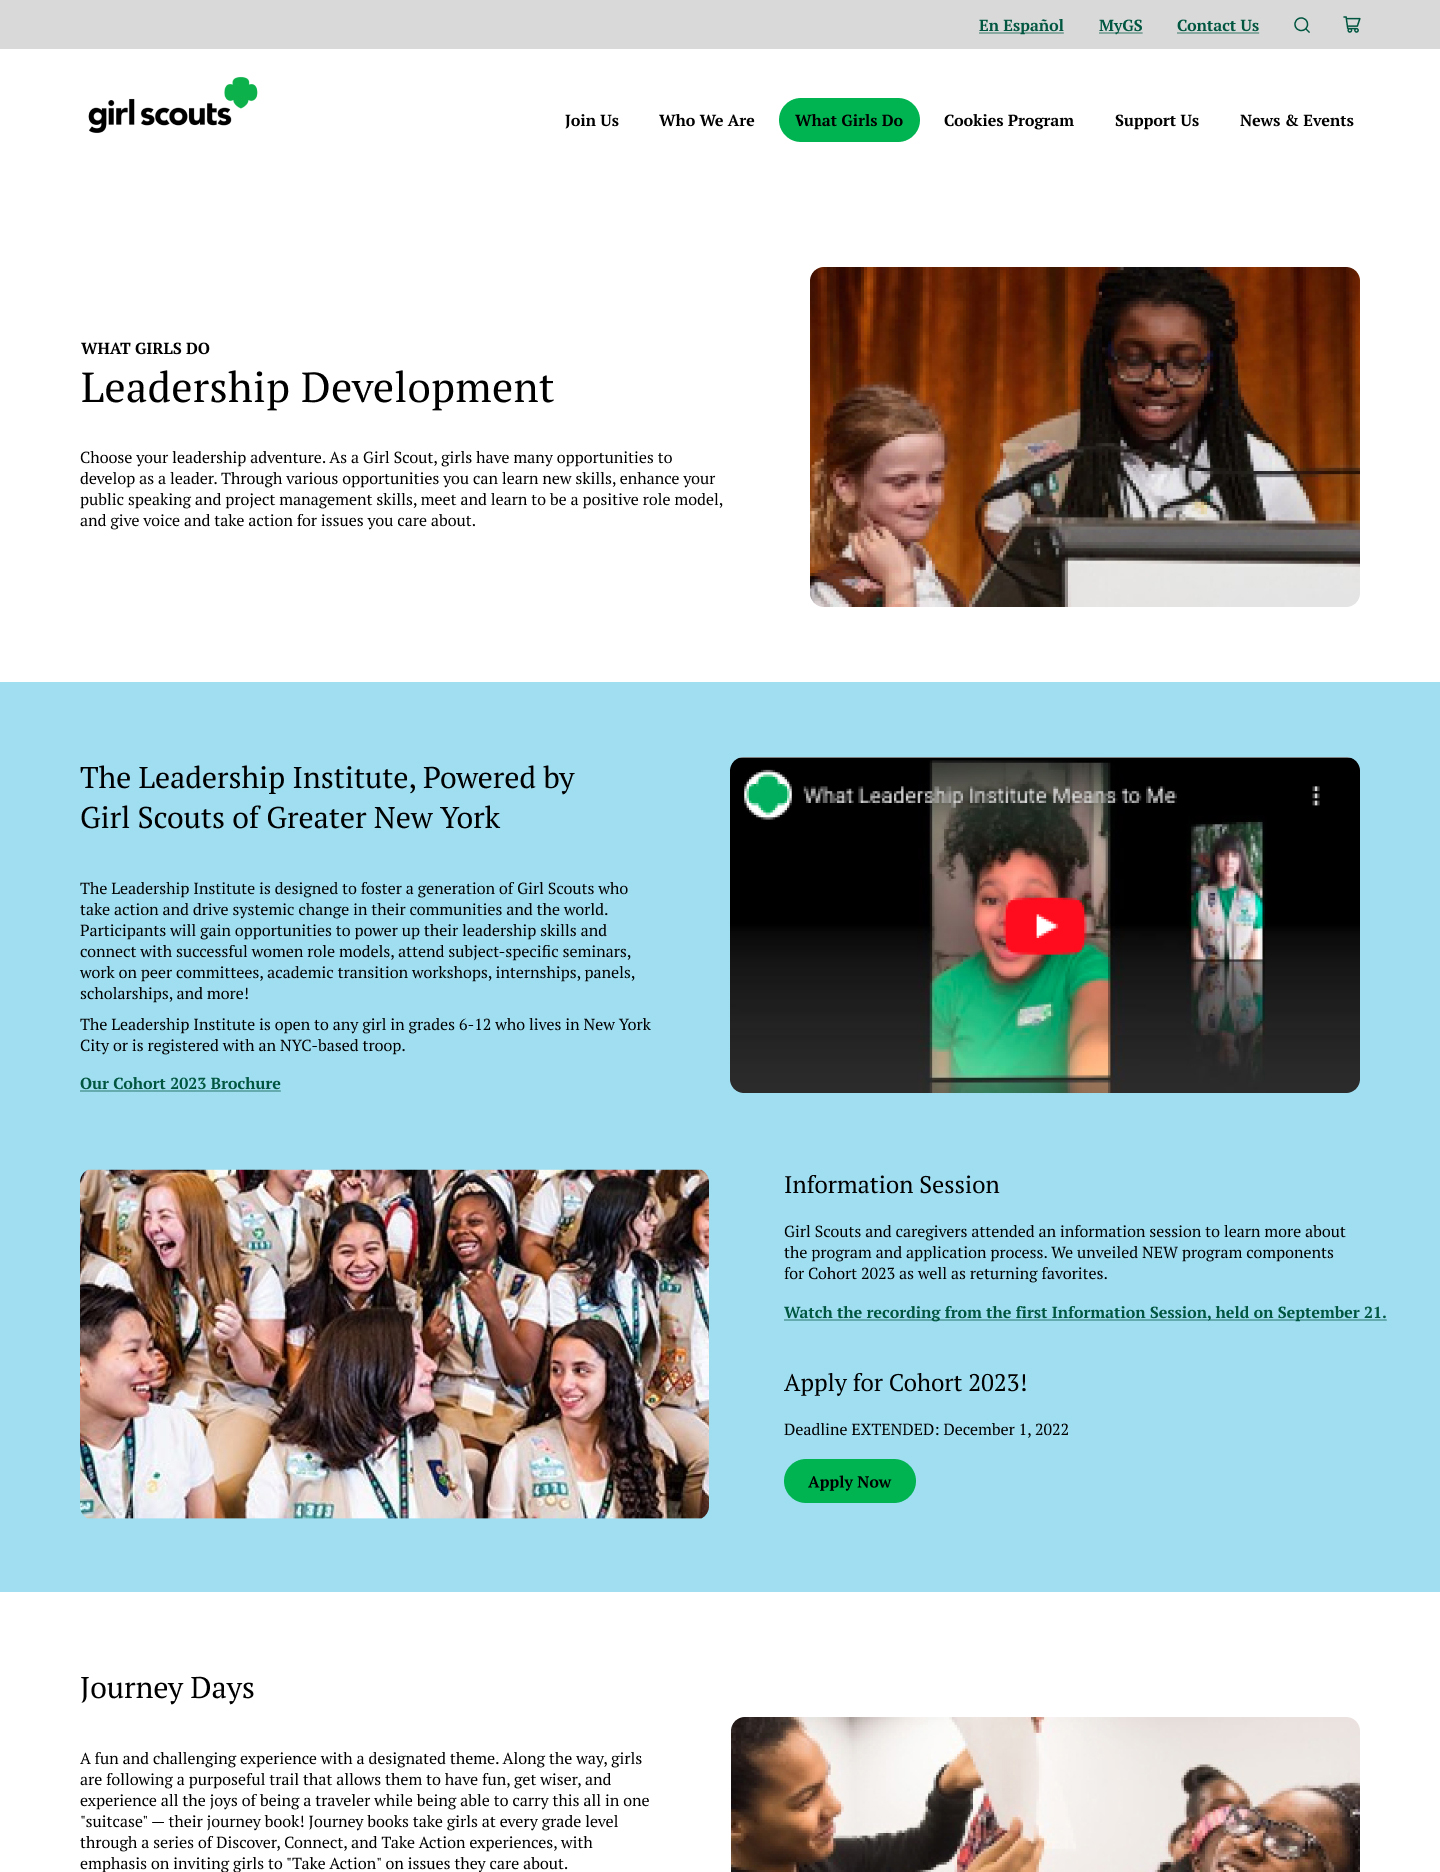 En Español MyGS Contact Us
girl scouts
Join Us Who We Are What Girls Do Cookies Program Support Us News & Events
WHAT GIRLS DO
Leadership Development
Choose your leadership adventure. As a Girl Scout, girls have many opportunities to
develop as a leader. Through various opportunities you can learn new skills, enhance your
public speaking and project management skills, meet and learn to be a positive role model,
and give voice and take action for issues you care about.
The Leadership Institute, Powered by
Girl Scouts of Greater New York
The Leadership Institute is designed to foster a generation of Girl Scouts who
take action and drive systemic change in their communities and the world.
Participants will gain opportunities to power up their leadership skills and
connect with successful women role models, attend subject-specific seminars,
work on peer committees, academic transition workshops, internships, panels,
scholarships, and more!
The Leadership Institute is open to any girl in grades 6-12 who lives in New York
City or is registered with an NYC-based troop.
Our Cohort 2023 Brochure
What Leadership Institute Means to Me
Information Session
Girl Scouts and caregivers attended an information session to learn more about
the program and application process. We unveiled NEW program components
for Cohort 2023 as well as returning favorites.
Watch the recording from the first Information Session, held on September 21.
Apply for Cohort 2023!
Deadline EXTENDED: December 1, 2022
Apply Now
Journey Days
A fun and challenging experience with a designated theme. Along the way, girls
are following a purposeful trail that allows them to have fun, get wiser, and
experience all the joys of being a traveler while being able to carry this all in one
"suitcase" — their journey book! Journey books take girls at every grade level
through a series of Discover, Connect, and Take Action experiences, with
emphasis on inviting girls to "Take Action" on issues they care about.